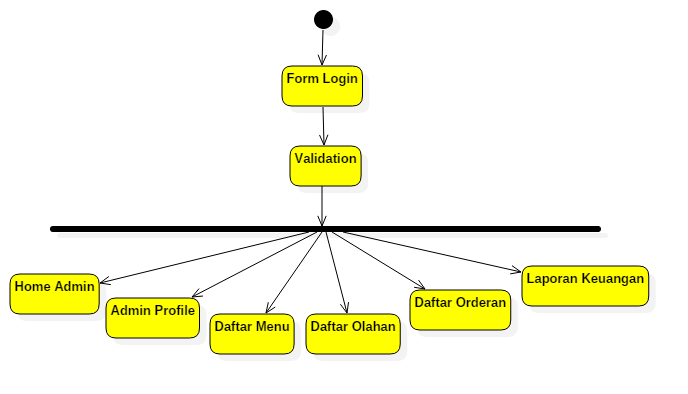 Form Login
Validation
Home Admin
Admin Profile
Daftar Menu
Daftar Olahan
Daftar Orderan
Laporan Keuangan